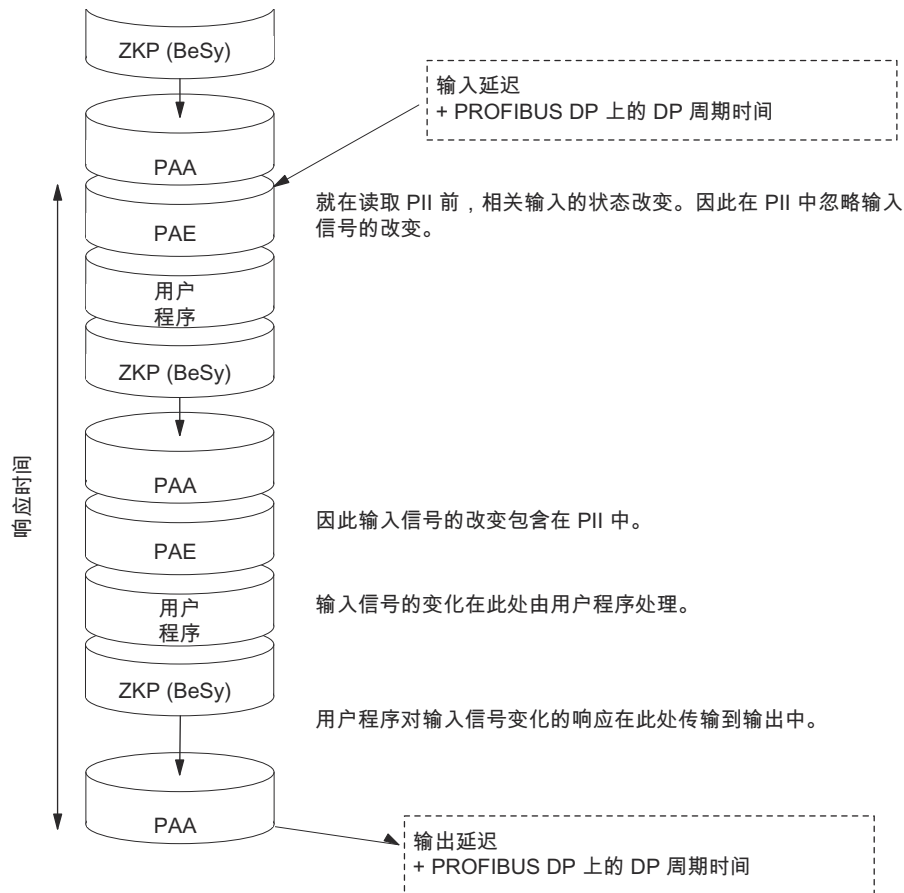 ZKP (BeSy)
输入延迟
+ PROFIBUS DP 上的 DP 周期时间
PAA
就在读取 PII 前，相关输入的状态改变。因此在 PII 中忽略输入
信号的改变。
PAE
用户
程序
ZKP (BeSy)
响应时间
PAA
因此输入信号的改变包含在 PII 中。
PAE
输入信号的变化在此处由用户程序处理。
用户
程序
ZKP (BeSy)
用户程序对输入信号变化的响应在此处传输到输出中。
PAA
输出延迟
+ PROFIBUS DP 上的 DP 周期时间